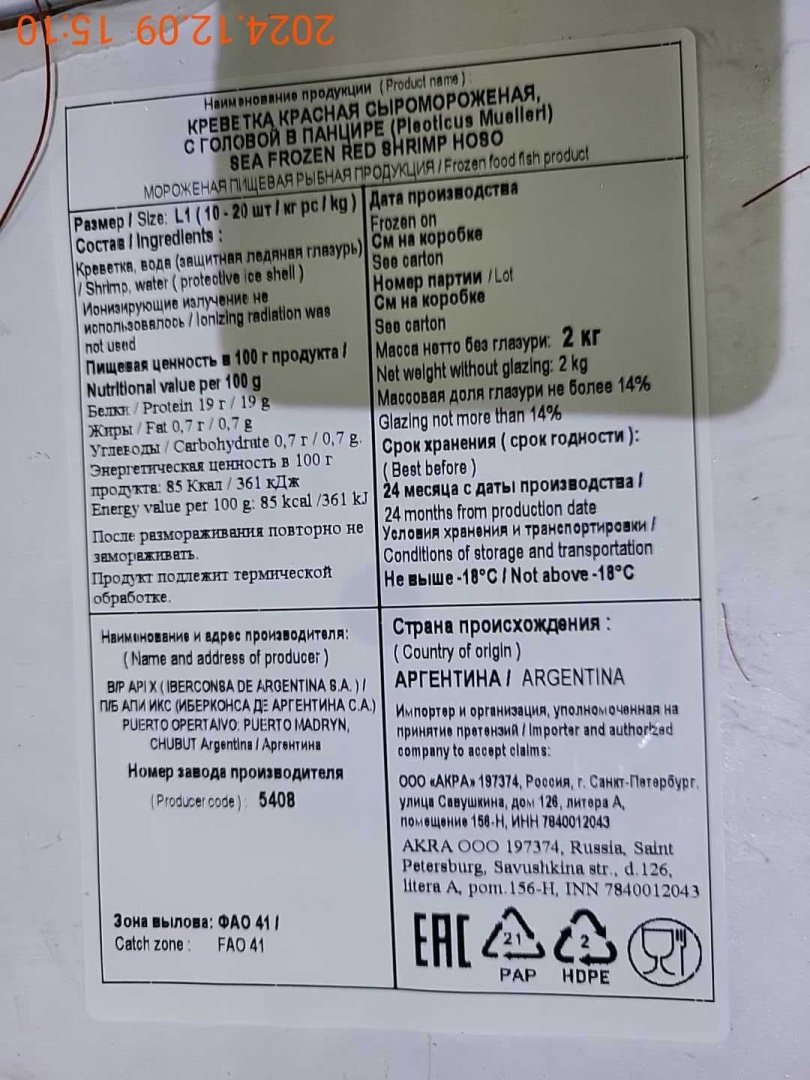 2024.12.09 15:10
Наименование продукции (Product name) :
КРЕВЕТКА КРАСНАЯ СЫРОМОРОЖЕНАЯ,
С ГОЛОВОЙ В ПАНЦИРЕ (Pleoticus Muelleri)
SEA FROZEN RED SHRIMP HOSO
МОРОЖЕНАЯ ПИЩЕВАЯ РЫБНАЯ ПРОДУКЦИЯ / Frozen food fish product
Размер / Size: L1 ( 10 - 20 шт / кг pc / kg )
Состав / Ingredients :
Креветка, вода (защитная ледяная глазурь)
/ Shrimp, water ( protective ice shell )
Ионизирующие излучение не
использовалось / Ionizing radiation was
not used
Пищевая ценность в 100 г продукта /
Nutritional value per 100 g
Белки / Protein 19 г / 19 g
Жиры / Fat 0,7 г / 0,7 g
Углеводы / Carbohydrate 0,7 г / 0,7 g.
Энергетическая ценность в 100 г
продукта: 85 Ккал / 361 кДж
Energy value per 100 g: 85 kcal /361 kJ
После размораживания повторно не
замораживать.
Продукт подлежит термической
обработке.
Дата производства
Frozen on
См на коробке
See carton
Номер партии / Lot
См на коробке
See carton
Масса нетто без глазури: 2 кг
Net weight without glazing: 2 kg
Массовая доля глазури не более 14%
Glazing not more than 14%
Срок хранения ( срок годности ):
( Best before )
24 месяца с даты производства /
24 months from production date
Условия хранения и транспортировки /
Conditions of storage and transportation
Не выше -18°C / Not above -18°C
Наименование и адрес производителя:
( Name and address of producer )
B/P API X ( IBERCONSA DE ARGENTINA S.A. ) /
П/Б АПИ ИКС (ИБЕРКОНСА ДЕ АРГЕНТИНА С.А.)
PUERTO OPERTAIVO: PUERTO MADRYN,
CHUBUT Argentina / Аргентина
Номер завода производителя
( Producer code ) : 5408
Зона вылова: ФАО 41 /
Catch zone : FAO 41
Страна происхождения :
( Country of origin )
АРГЕНТИНА / ARGENTINA
Импортер и организация, уполномоченная на
принятие претензий / Importer and authorized
company to accept claims:
ООО «АКРА» 197374, Россия, г. Санкт-Петербург,
улица Савушкина, дом 126, литера А,
помещение 156-Н, ИНН 7840012043
AKRA OOO 197374, Russia, Saint
Petersburg, Savushkina str., d.126,
litera A, pom.156-H, INN 7840012043
EAC
21
PAP
2
HDPE